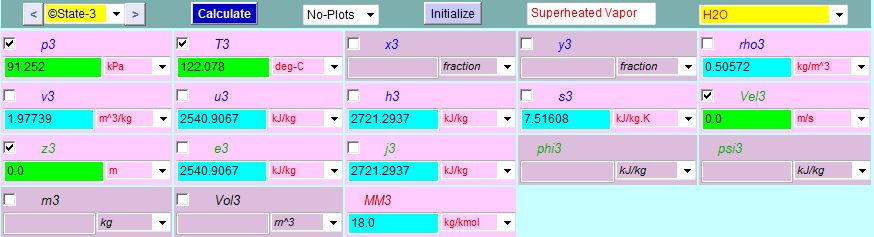 < ©State-3 > Calculate No-Plots Initialize Superheated Vapor H2O
p3 T3 x3 y3 rho3
91.252 kPa 122.078 deg-C fraction fraction 0.50572 kg/m^3
v3 u3 h3 s3 Vel3
1.97739 m^3/kg 2540.9067 kJ/kg 2721.2937 kJ/kg 7.51608 kJ/kg.K 0.0 m/s
z3 e3 j3 phi3 psi3
0.0 m 2540.9067 kJ/kg 2721.2937 kJ/kg kJ/kg kJ/kg
m3 Vol3 MM3
kg m^3 18.0 kg/kmol